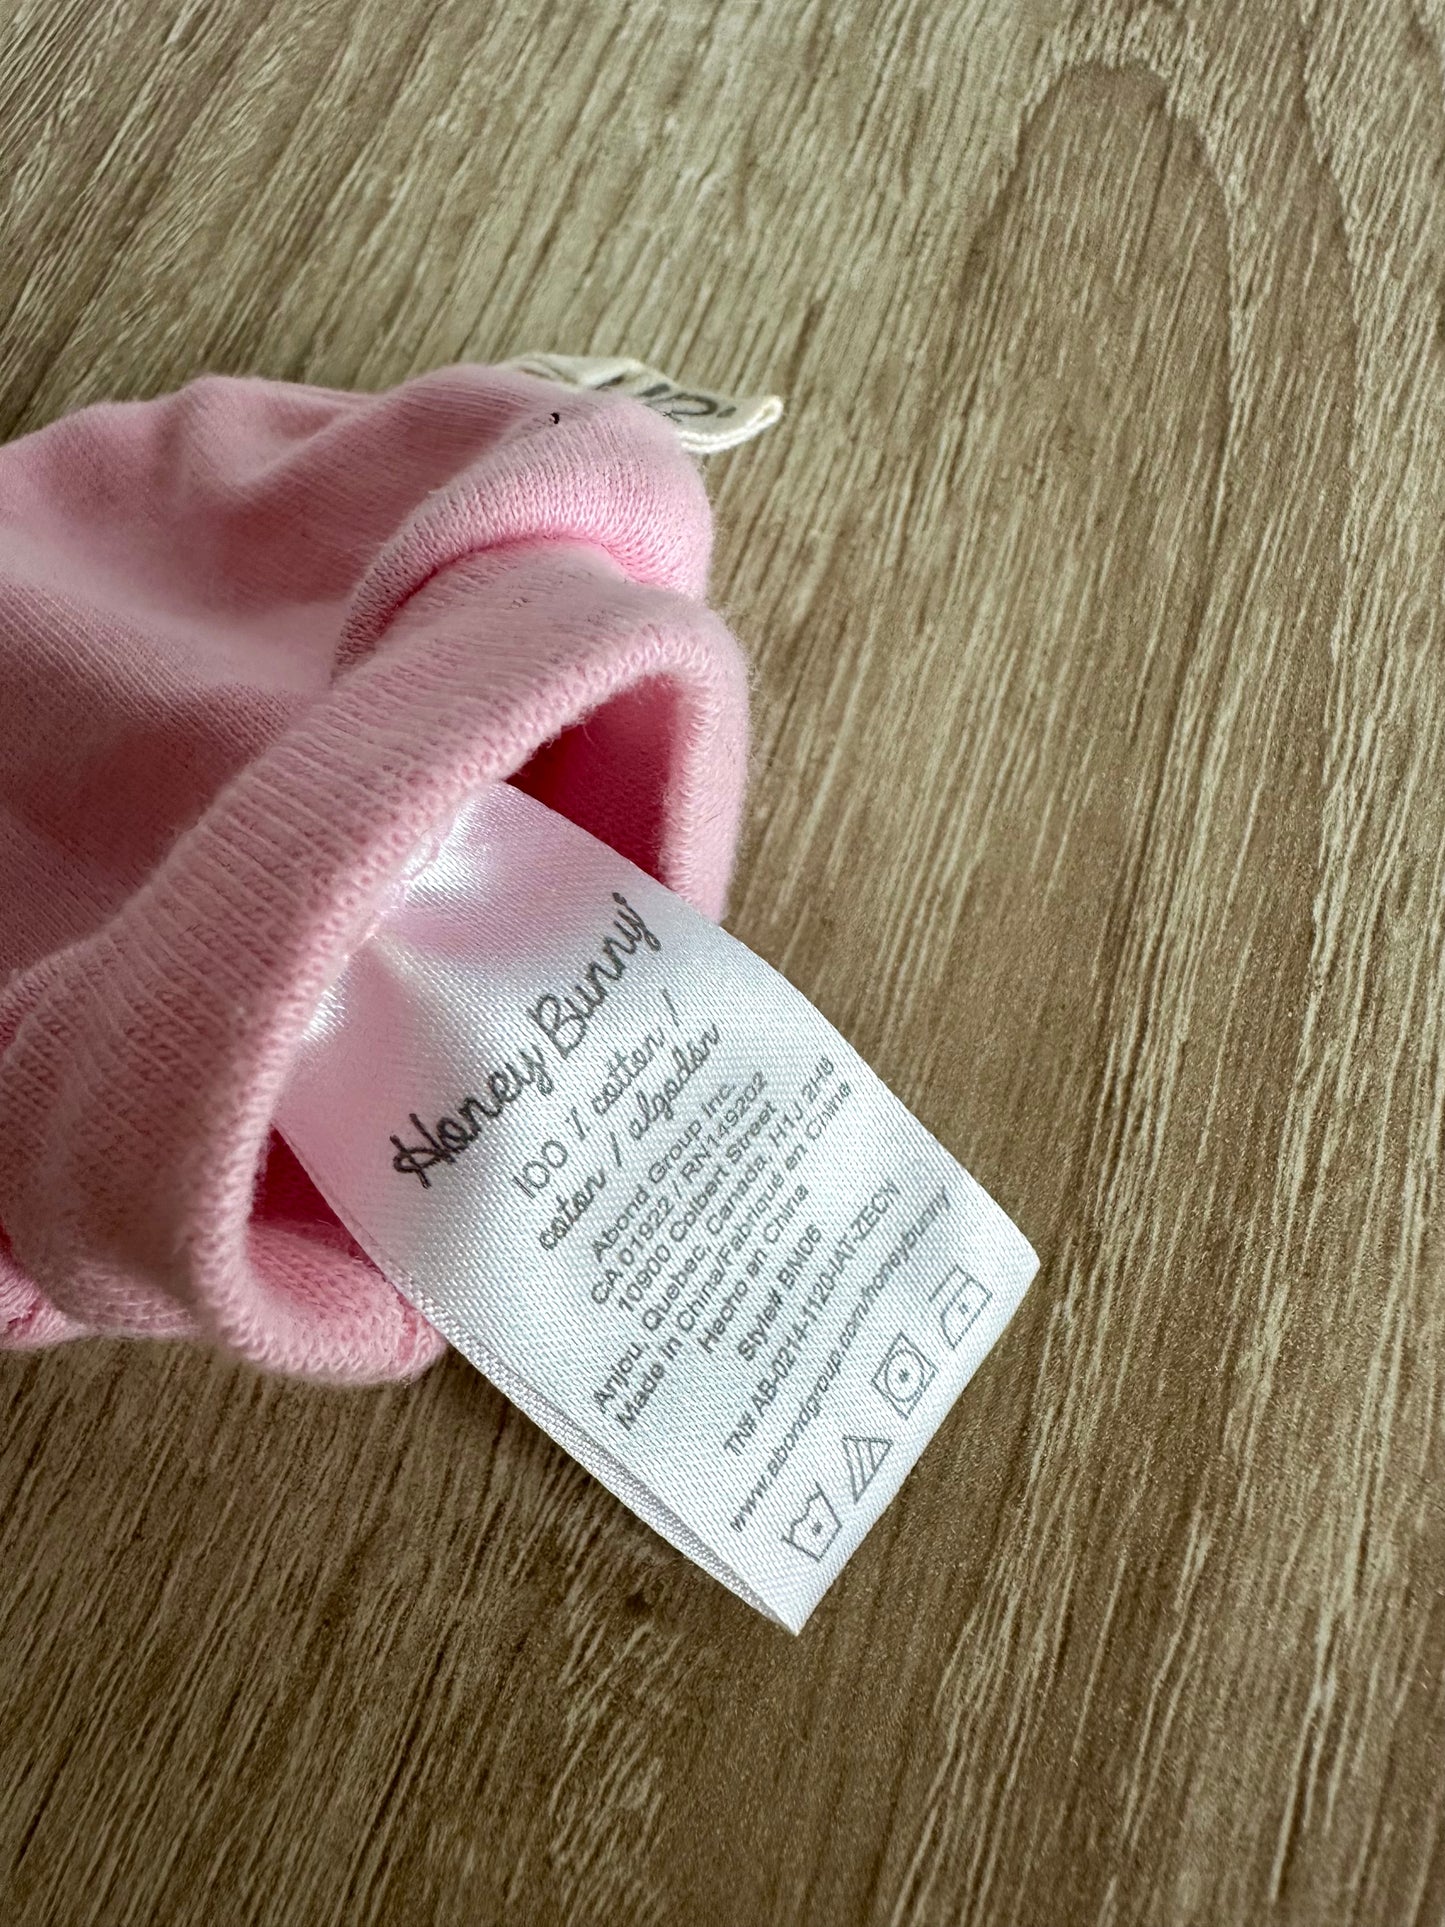 Honey Bunny
100 % cotton /
coton / algodón
Abond Group Inc.
CA 01922 / RN149202
10900 Colbert Street
Anjou, Quebec, Canada, H1J 2H8
Made in China/Fabriqué en China
Hecho en China
Style# BN06
TN# AB-0214-1120-IAT-ZECN
www.abondgroup.com/honeybunny